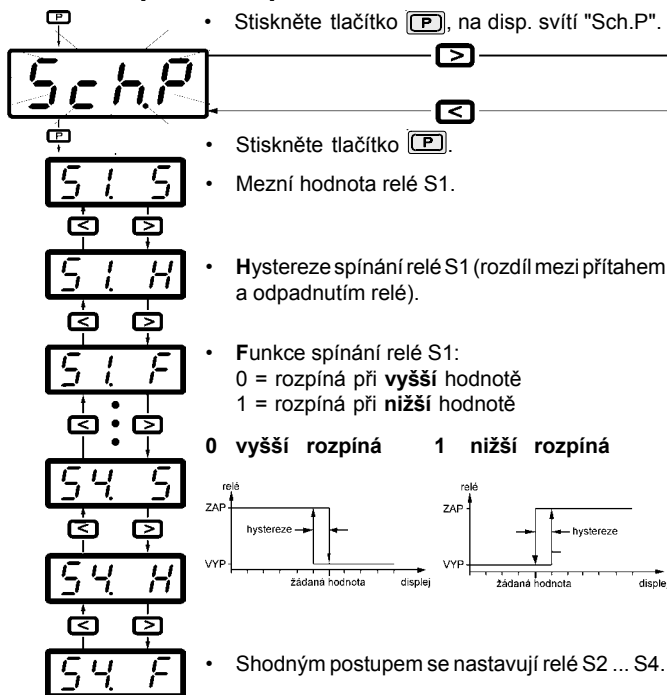 P
• Stiskněte tlačítko P, na disp. svítí "Sch.P".
>
Sch.P
<
P
• Stiskněte tlačítko P.
S1. S
• Mezní hodnota relé S1.
< >
S1. H
• Hystereze spínání relé S1 (rozdíl mezi přítahem
a odpadnutím relé).
< >
S1. F
• Funkce spínání relé S1:
0 = rozpíná při vyšší hodnotě
1 = rozpíná při nižší hodnotě
< >
0 vyšší rozpíná 1 nižší rozpíná
S4. S
relé relé
ZAP ZAP
hystereze hystereze
< >
VYP VYP
S4. H
žádaná hodnota displej žádaná hodnota disple
< >
S4. F
• Shodným postupem se nastavují relé S2 ... S4.